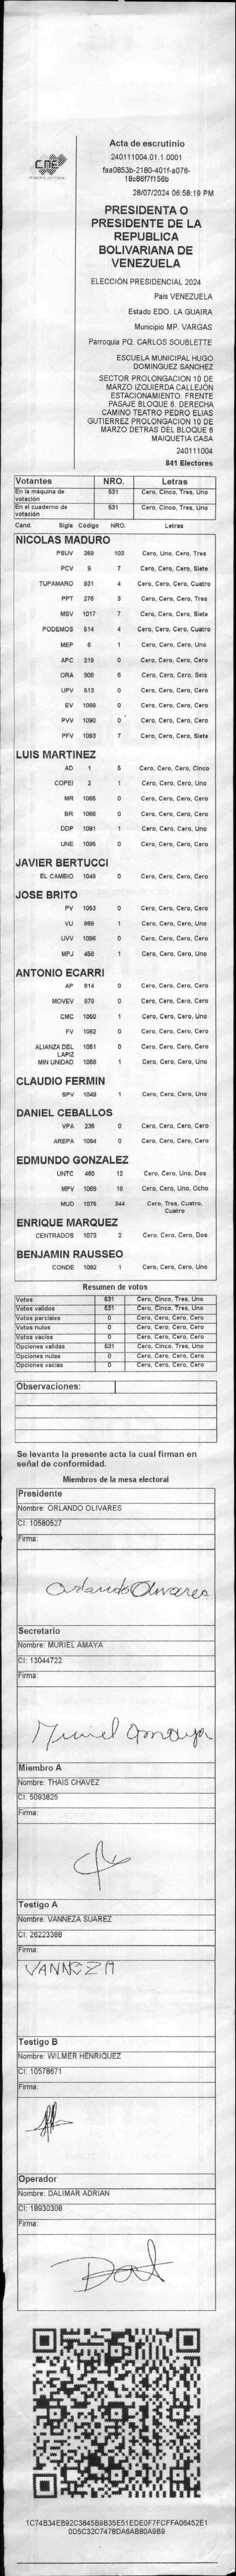 CNE
Acta de escrutinio
240111004.01.1.0001
faa0853b-2180-401f-a076-
18c86f7f156b
28/07/2024 06:58:19 PM
PRESIDENTA O
PRESIDENTE DE LA
REPUBLICA
BOLIVARIANA DE
VENEZUELA
ELECCIÓN PRESIDENCIAL 2024
Pais VENEZUELA
Estado EDO. LA GUAIRA
Municipio MP. VARGAS
Parroquia PQ. CARLOS SOUBLETTE
ESCUELA MUNICIPAL HUGO
DOMINGUEZ SANCHEZ
SECTOR PROLONGACION 10 DE
MARZO IZQUIERDA CALLEJÓN
ESTACIONAMIENTO. FRENTE
PASAJE BLOQUE 6. DERECHA
CAMINO TEATRO PEDRO ELIAS
GUTIERREZ PROLONGACION 10 DE
MARZO DETRAS DEL BLOQUE 6
MAIQUETIA CASA
240111004
841 Electores
Votantes NRO. Letras
En la máquina de votación 531 Cero, Cinco, Tres, Uno
En el cuaderno de votación 531 Cero, Cinco, Tres, Uno
Cand. Sigla Código NRO. Letras
NICOLAS MADURO
PSUV 269 103 Cero, Uno, Cero, Tres
PCV 9 7 Cero, Cero, Cero, Siete
TUPAMARO 931 4 Cero, Cero, Cero, Cuatro
PPT 276 3 Cero, Cero, Cero, Tres
MSV 1017 7 Cero, Cero, Cero, Siete
PODEMOS 514 4 Cero, Cero, Cero, Cuatro
MEP 6 1 Cero, Cero, Cero, Uno
APC 219 0 Cero, Cero, Cero, Cero
ORA 906 6 Cero, Cero, Cero, Seis
UPV 613 0 Cero, Cero, Cero, Cero
EV 1089 0 Cero, Cero, Cero, Cero
PVV 1090 0 Cero, Cero, Cero, Cero
PFV 1093 7 Cero, Cero, Cero, Siete
LUIS MARTINEZ
AD 1 5 Cero, Cero, Cero, Cinco
COPEI 2 1 Cero, Cero, Cero, Uno
MR 1065 0 Cero, Cero, Cero, Cero
BR 1066 0 Cero, Cero, Cero, Cero
DDP 1091 1 Cero, Cero, Cero, Uno
UNE 1095 0 Cero, Cero, Cero, Cero
JAVIER BERTUCCI
EL CAMBIO 1048 0 Cero, Cero, Cero, Cero
JOSE BRITO
PV 1053 0 Cero, Cero, Cero, Cero
VU 868 1 Cero, Cero, Cero, Uno
UVV 1096 0 Cero, Cero, Cero, Cero
MPJ 458 1 Cero, Cero, Cero, Uno
ANTONIO ECARRI
AP 814 0 Cero, Cero, Cero, Cero
MOVEV 978 0 Cero, Cero, Cero, Cero
CMC 1050 1 Cero, Cero, Cero, Uno
FV 1062 0 Cero, Cero, Cero, Cero
ALIANZA DEL LAPIZ 1051 0 Cero, Cero, Cero, Cero
MIN UNIDAD 1068 1 Cero, Cero, Cero, Uno
CLAUDIO FERMIN
SPV 1049 1 Cero, Cero, Cero, Uno
DANIEL CEBALLOS
VPA 236 0 Cero, Cero, Cero, Cero
AREPA 1094 0 Cero, Cero, Cero, Cero
EDMUNDO GONZALEZ
UNTC 460 12 Cero, Cero, Uno, Dos
MPV 1069 18 Cero, Cero, Uno, Ocho
MUD 1075 344 Cero, Tres, Cuatro, Cuatro
ENRIQUE MARQUEZ
CENTRADOS 1073 2 Cero, Cero, Cero, Dos
BENJAMIN RAUSSEO
CONDE 1092 1 Cero, Cero, Cero, Uno
Resumen de votos
Votos 531 Cero, Cinco, Tres, Uno
Votos validos 531 Cero, Cinco, Tres, Uno
Votos parciales 0 Cero, Cero, Cero, Cero
Votos nulos 0 Cero, Cero, Cero, Cero
Votos vacios 0 Cero, Cero, Cero, Cero
Opciones validas 531 Cero, Cinco, Tres, Uno
Opciones nulas 0 Cero, Cero, Cero, Cero
Opciones vacias 0 Cero, Cero, Cero, Cero
Observaciones:
Se levanta la presente acta la cual firman en
señal de conformidad.
Miembros de la mesa electoral
Presidente
Nombre: ORLANDO OLIVARES
CI: 10580527
Firma:
Orlando Olivares
Secretario
Nombre: MURIEL AMAYA
CI: 13044722
Firma:
Muriel Amaya
Miembro A
Nombre: THAIS CHAVEZ
CI: 5093825
Firma:
Testigo A
Nombre: VANNEZA SUAREZ
CI: 26223388
Firma:
VANNEZA
Testigo B
Nombre: WILMER HENRIQUEZ
CI: 10578671
Firma:
Operador
Nombre: DALIMAR ADRIAN
CI: 18930308
Firma:
1C74B34EB92C3845B9B35E51EDE0F7FCFFA06452E1
0D5C32C7478DA6AB80A9B9